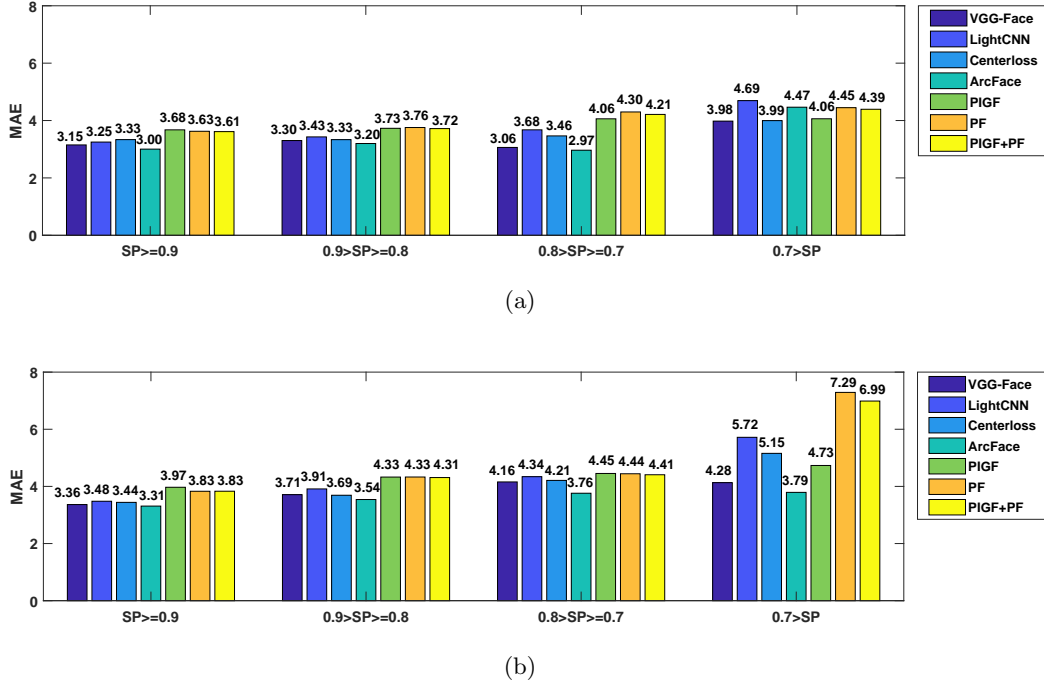 8
6
4
2
0
MAE
3.15 3.25 3.33 3.00 3.68 3.63 3.61
3.30 3.43 3.33 3.20 3.73 3.76 3.72
3.06 3.68 3.46 2.97 4.06 4.30 4.21
3.98 4.69 3.99 4.47 4.06 4.45 4.39
SP>=0.9 0.9>SP>=0.8 0.8>SP>=0.7 0.7>SP
VGG-Face
LightCNN
Centerloss
ArcFace
PIGF
PF
PIGF+PF
(a)
8
6
4
2
0
MAE
3.36 3.48 3.44 3.31 3.97 3.83 3.83
3.71 3.91 3.69 3.54 4.33 4.33 4.31
4.16 4.34 4.21 3.76 4.45 4.44 4.41
4.28 5.72 5.15 3.79 4.73 7.29 6.99
SP>=0.9 0.9>SP>=0.8 0.8>SP>=0.7 0.7>SP
VGG-Face
LightCNN
Centerloss
ArcFace
PIGF
PF
PIGF+PF
(b)